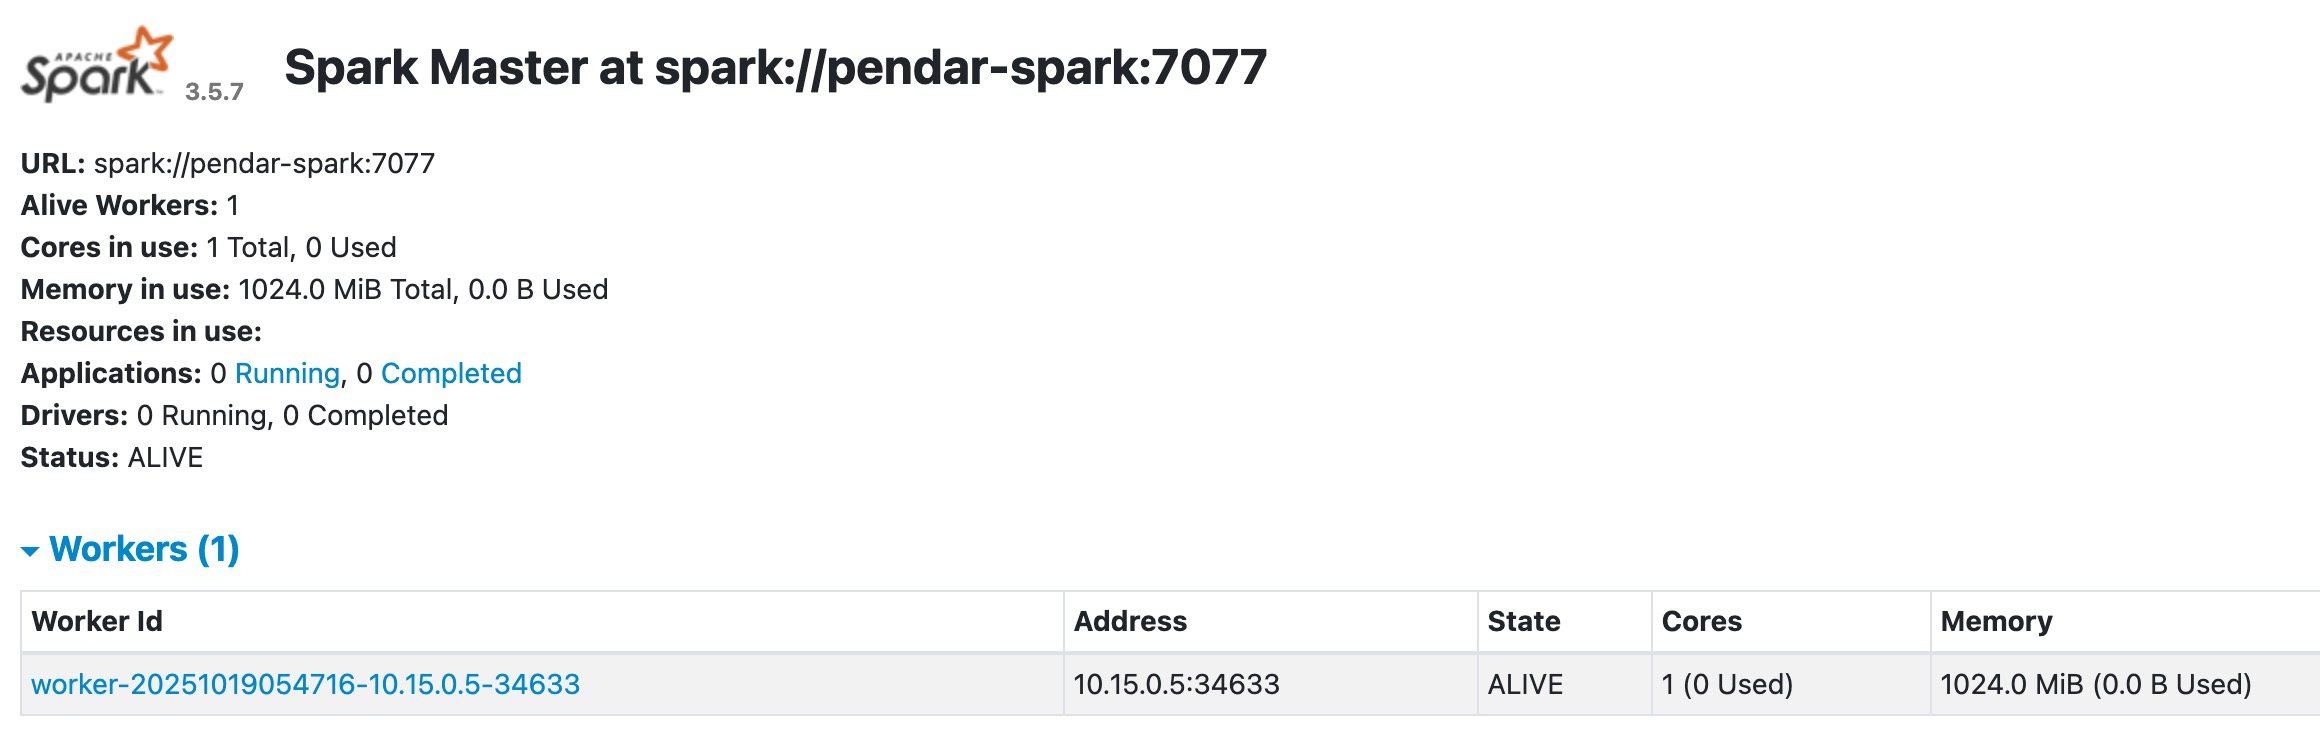 APACHE
Spark 3.5.7
Spark Master at spark://pendar-spark:7077
URL: spark://pendar-spark:7077
Alive Workers: 1
Cores in use: 1 Total, 0 Used
Memory in use: 1024.0 MiB Total, 0.0 B Used
Resources in use:
Applications: 0 Running, 0 Completed
Drivers: 0 Running, 0 Completed
Status: ALIVE
Workers (1)
Worker Id Address State Cores Memory
worker-20251019054716-10.15.0.5-34633 10.15.0.5:34633 ALIVE 1 (0 Used) 1024.0 MiB (0.0 B Used)